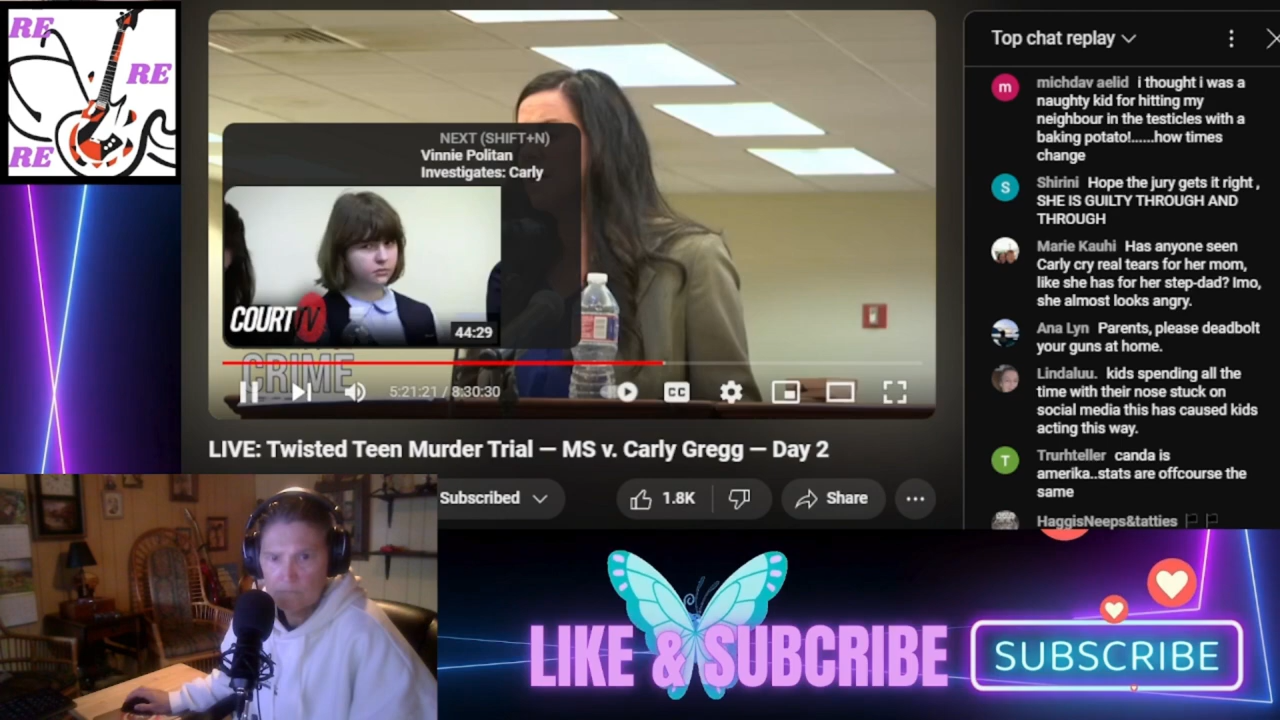 RE
RE
RE
NEXT (SHIFT+N)
Vinnie Politan
Investigates: Carly
COURT TV
44:29
CRIME
5:21:21 / 8:30:30
CC
LIVE: Twisted Teen Murder Trial — MS v. Carly Gregg — Day 2
Subscribed
1.8K
Share
Top chat replay
m
michdav aelid i thought i was a
naughty kid for hitting my
neighbour in the testicles with a
baking potato!......how times
change
S
Shirini Hope the jury gets it right ,
SHE IS GUILTY THROUGH AND
THROUGH
Marie Kauhi Has anyone seen
Carly cry real tears for her mom,
like she has for her step-dad? Imo,
she almost looks angry.
Ana Lyn Parents, please deadbolt
your guns at home.
Lindaluu. kids spending all the
time with their nose stuck on
social media this has caused kids
acting this way.
T
Trurhteller canda is
amerika..stats are offcourse the
same
HaggisNeeps&tatties
LIKE & SUBCRIBE
SUBSCRIBE